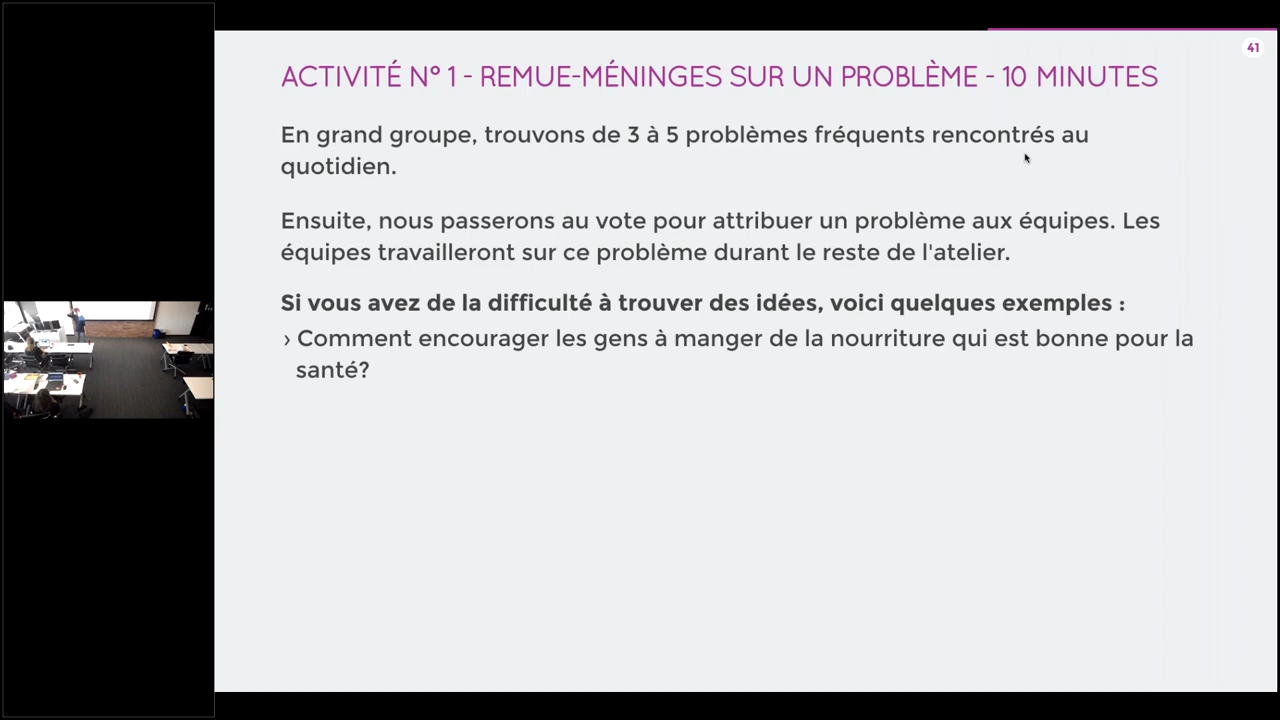 41
ACTIVITÉ N° 1 - REMUE-MÉNINGES SUR UN PROBLÈME - 10 MINUTES
En grand groupe, trouvons de 3 à 5 problèmes fréquents rencontrés au
quotidien.
Ensuite, nous passerons au vote pour attribuer un problème aux équipes. Les
équipes travailleront sur ce problème durant le reste de l'atelier.
Si vous avez de la difficulté à trouver des idées, voici quelques exemples :
› Comment encourager les gens à manger de la nourriture qui est bonne pour la
santé?